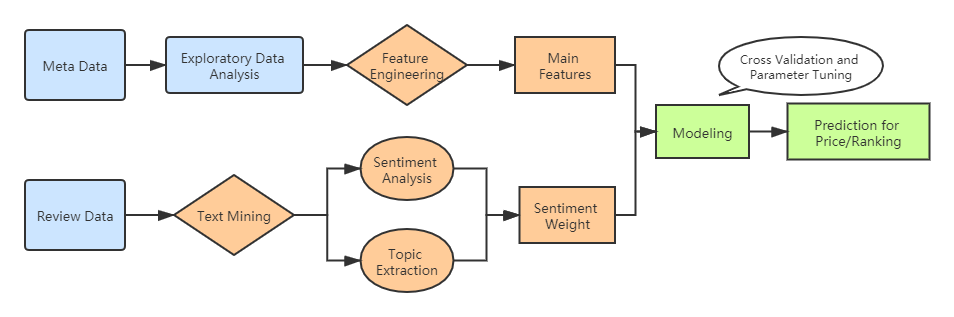 Meta Data
Exploratory Data
Analysis
Feature
Engineering
Main
Features
Cross Validation and
Parameter Tuning
Modeling
Prediction for
Price/Ranking
Review Data
Text Mining
Sentiment
Analysis
Topic
Extraction
Sentiment
Weight